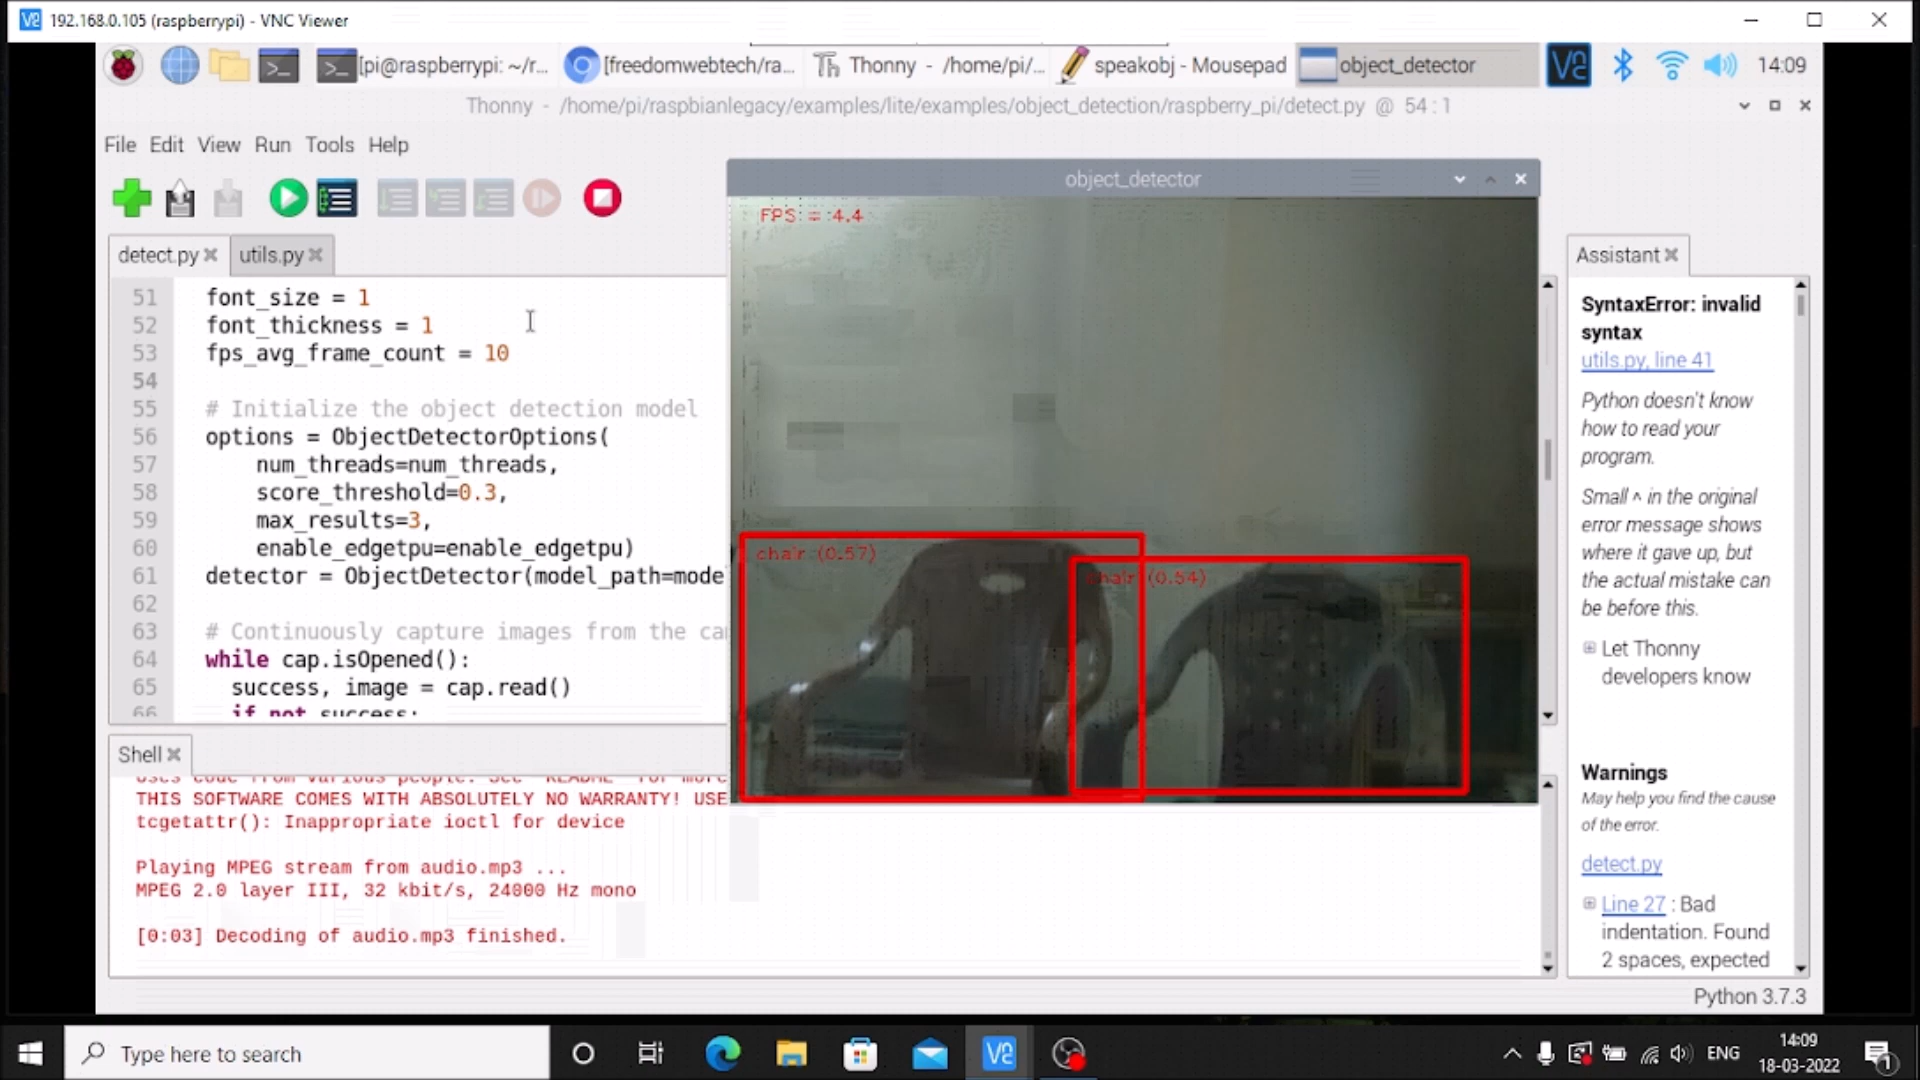 192.168.0.105 (raspberrypi) - VNC Viewer
[pi@raspberrypi: ~/r...
[freedomwebtech/ra...
Thonny - /home/pi/...
speakobj - Mousepad
object_detector
14:09
Thonny - /home/pi/raspbianlegacy/examples/lite/examples/object_detection/raspberry_pi/detect.py @ 54 : 1
File Edit View Run Tools Help
object_detector
FPS = 4.4
chair (0.57)
(0.54)
detect.py
utils.py
51 font_size = 1
52 font_thickness = 1
53 fps_avg_frame_count = 10
54
55 # Initialize the object detection model
56 options = ObjectDetectorOptions(
57 num_threads=num_threads,
58 score_threshold=0.3,
59 max_results=3,
60 enable_edgetpu=enable_edgetpu)
61 detector = ObjectDetector(model_path=mode
62
63 # Continuously capture images from the ca
64 while cap.isOpened():
65 success, image = cap.read()
66 if not success:
Shell
THIS SOFTWARE COMES WITH ABSOLUTELY NO WARRANTY! USE
tcgetattr(): Inappropriate ioctl for device
Playing MPEG stream from audio.mp3 ...
MPEG 2.0 layer III, 32 kbit/s, 24000 Hz mono
[0:03] Decoding of audio.mp3 finished.
Assistant
SyntaxError: invalid
syntax
utils.py, line 41
Python doesn't know
how to read your
program.
Small ^ in the original
error message shows
where it gave up, but
the actual mistake can
be before this.
Let Thonny
developers know
Warnings
May help you find the cause
of the error.
detect.py
Line 27 : Bad
indentation. Found
2 spaces, expected
Python 3.7.3
Type here to search
ENG
14:09
18-03-2022
1